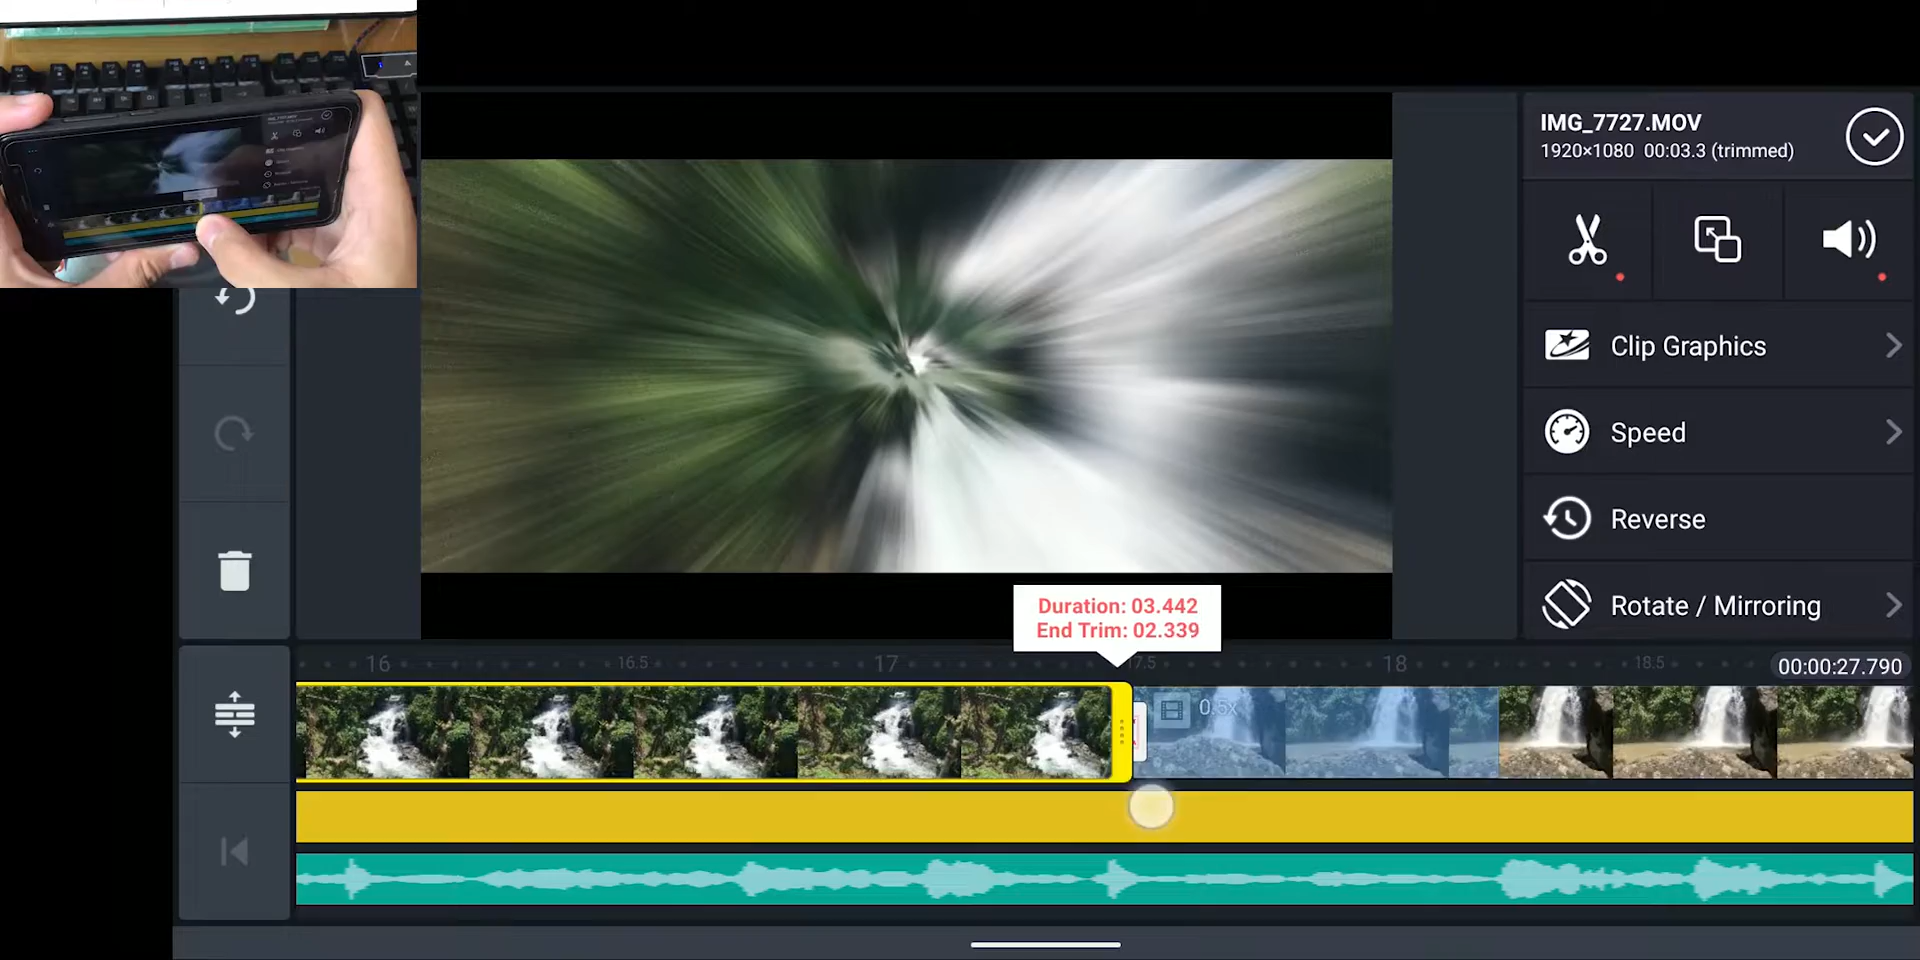 IMG_7727.MOV
1920×1080 00:03.3 (trimmed)
Clip Graphics
Speed
Reverse
Rotate / Mirroring
Duration: 03.442
End Trim: 02.339
16 16.5 17 17.5 18 18.5 00:00:27.790
0.5x